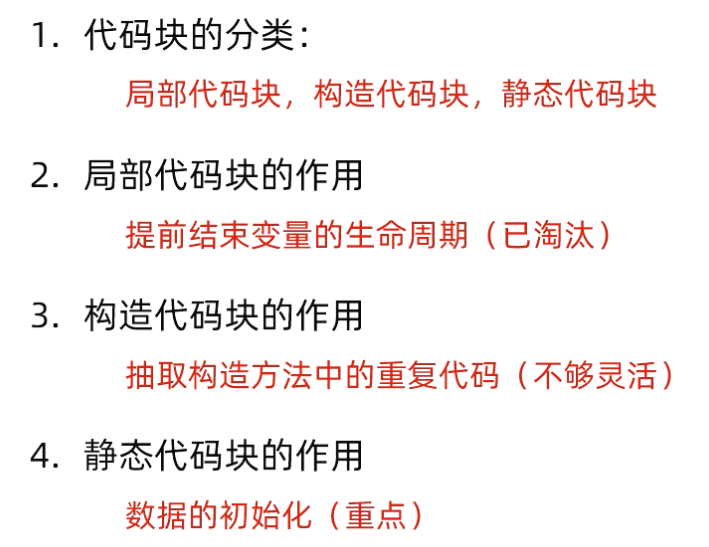 1. 代码块的分类：
局部代码块，构造代码块，静态代码块
2. 局部代码块的作用
提前结束变量的生命周期（已淘汰）
3. 构造代码块的作用
抽取构造方法中的重复代码（不够灵活）
4. 静态代码块的作用
数据的初始化（重点）